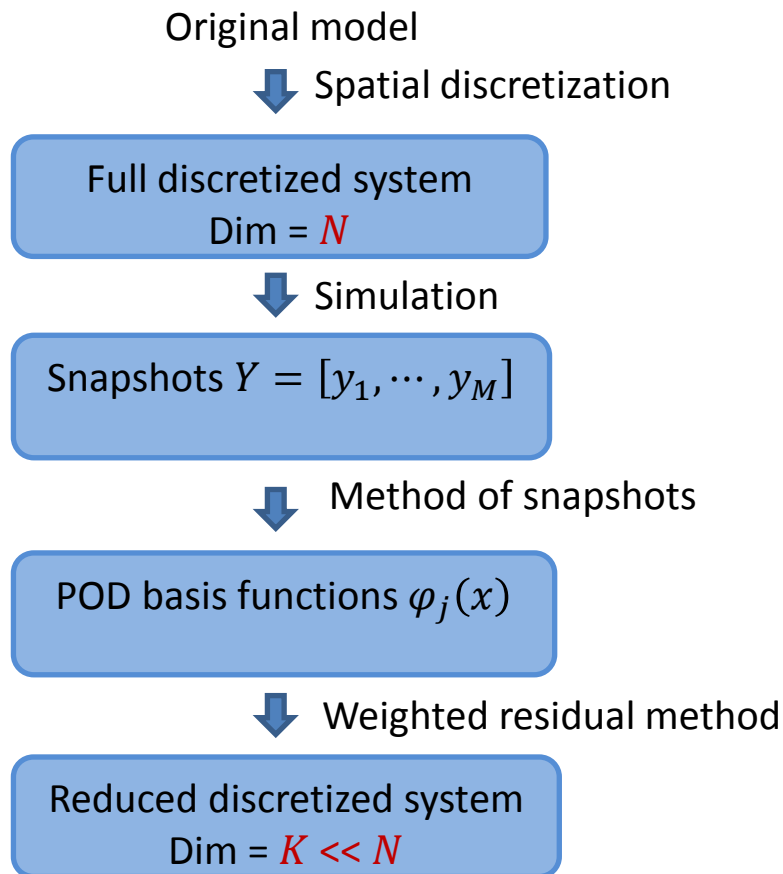 Original model
Spatial discretization
Full discretized system
Dim = N
Simulation
Snapshots Y = [y₁, ⋯, y_M]
Method of snapshots
POD basis functions φⱼ(x)
Weighted residual method
Reduced discretized system
Dim = K << N